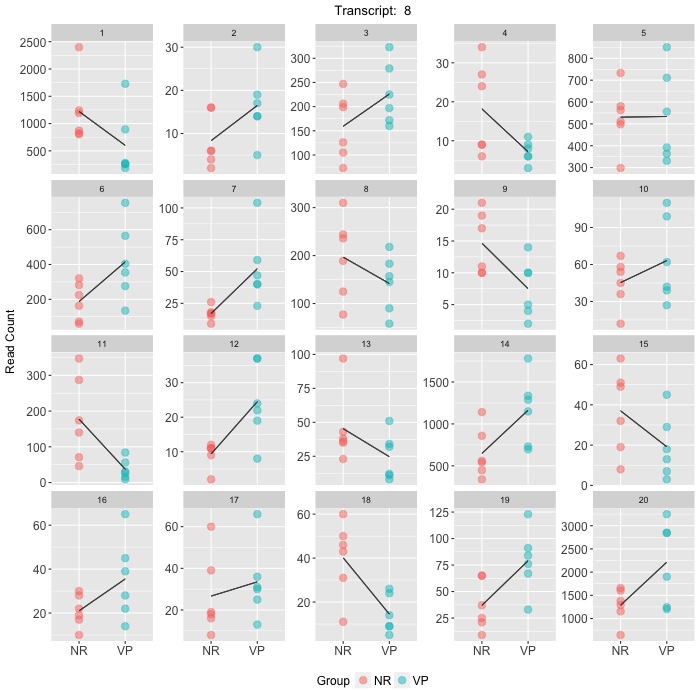 Transcript: 8
1 2 3 4 5
2500 2000 1500 1000 500
30 20 10
300 250 200 150 100
30 20 10
800 700 600 500 400 300
6 7 8 9 10
600 400 200
100 75 50 25
300 200 100
20 15 10 5
90 60 30
Read Count
11 12 13 14 15
300 200 100 0
30 20 10
100 75 50 25
1500 1000 500
60 40 20 0
16 17 18 19 20
60 40 20
60 40 20
60 40 20
125 100 75 50 25
3000 2500 2000 1500 1000
NR VP NR VP NR VP NR VP NR VP
Group NR VP